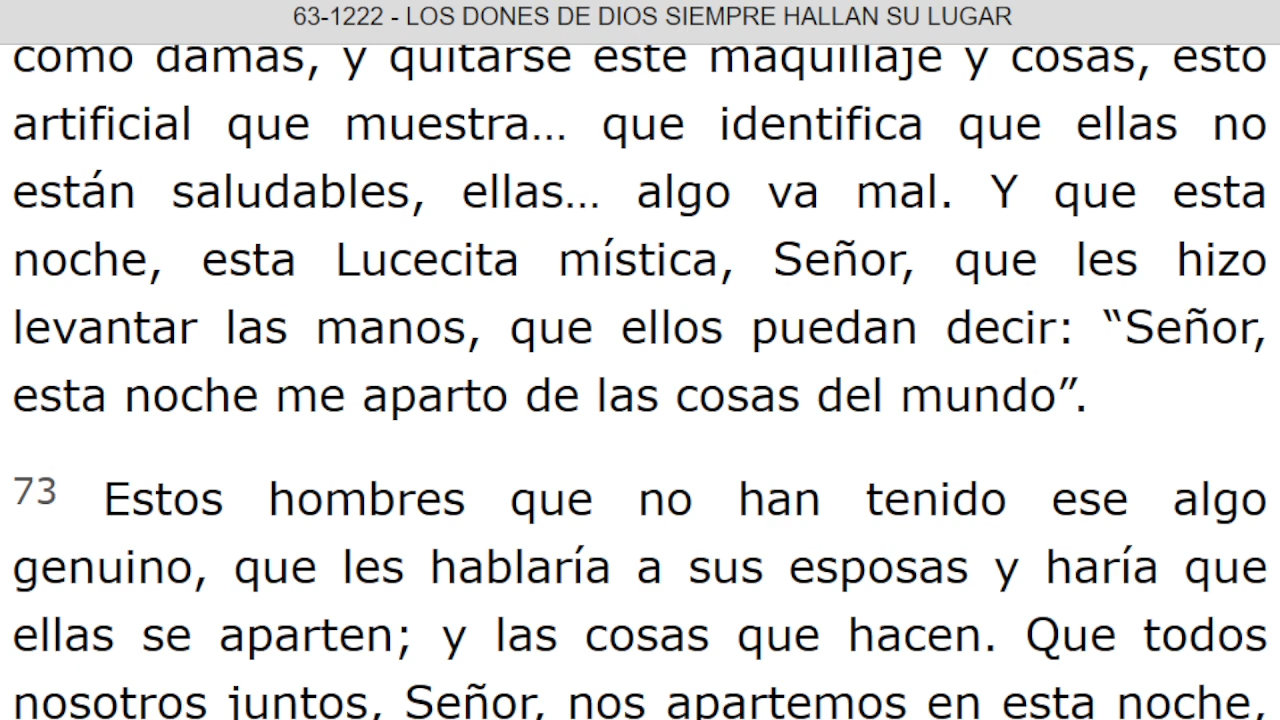 63-1222 - LOS DONES DE DIOS SIEMPRE HALLAN SU LUGAR
como damas, y quitarse este maquillaje y cosas, esto
artificial que muestra... que identifica que ellas no
están saludables, ellas... algo va mal. Y que esta
noche, esta Lucecita mística, Señor, que les hizo
levantar las manos, que ellos puedan decir: “Señor,
esta noche me aparto de las cosas del mundo”.
73 Estos hombres que no han tenido ese algo
genuino, que les hablaría a sus esposas y haría que
ellas se aparten; y las cosas que hacen. Que todos
nosotros juntos, Señor, nos apartemos en esta noche,